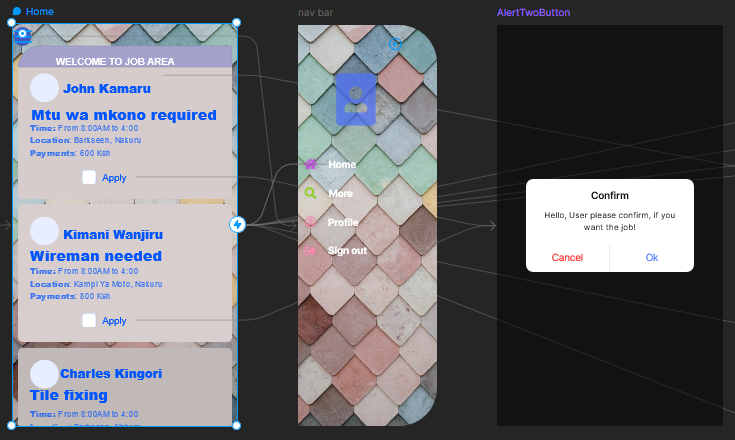 Home
WELCOME TO JOB AREA
John Kamaru
Mtu wa mkono required
Time: From 8:00AM to 4:00
Location: Barkseen, Nakuru
Payments: 600 Ksh
Apply
Kimani Wanjiru
Wireman needed
Time: From 8:00AM to 4:00
Location: Kampi Ya Moto, Nakuru
Payments: 800 Ksh
Apply
Charles Kingori
Tile fixing
Time: From 8:00AM to 4:00
nav bar
Home
More
Profile
Sign out
AlertTwoButton
Confirm
Hello, User please confirm, if you
want the job!
Cancel
Ok